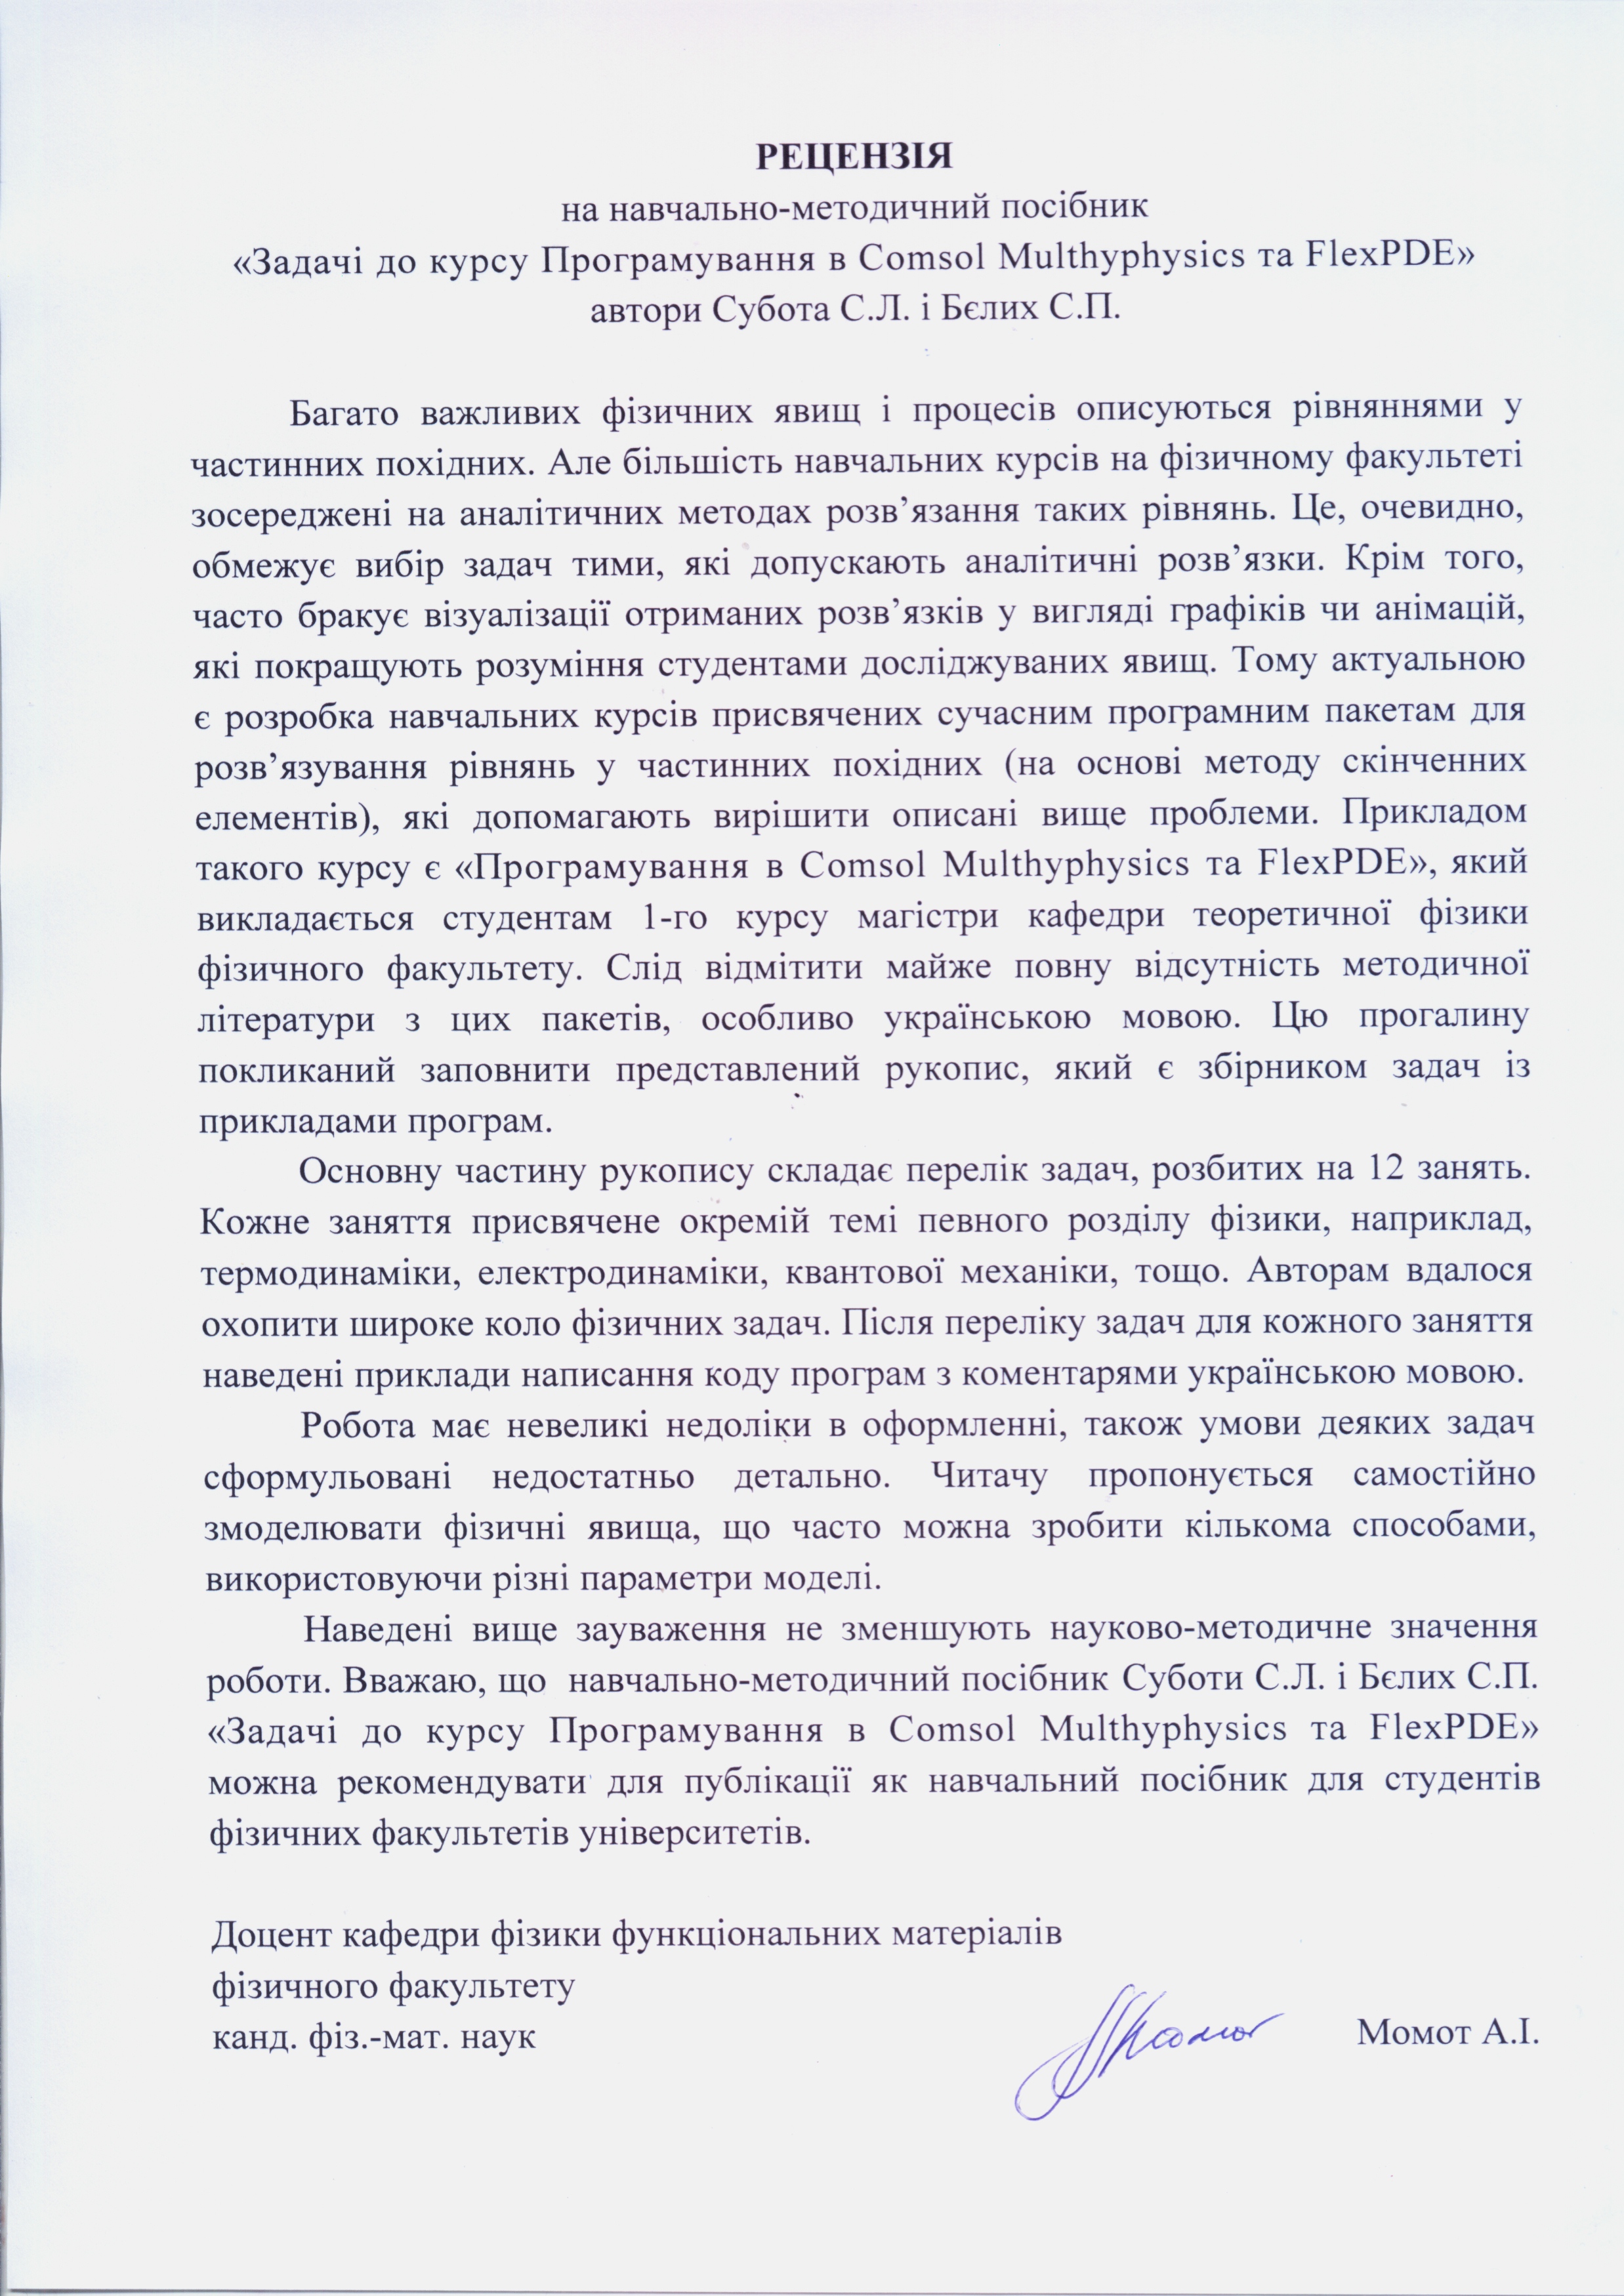 РЕЦЕНЗІЯ
на навчально-методичний посібник
«Задачі до курсу Програмування в Comsol Multhyphysics та FlexPDE»
автори Субота С.Л. і Бєлих С.П.
Багато важливих фізичних явищ і процесів описуються рівняннями у
частинних похідних. Але більшість навчальних курсів на фізичному факультеті
зосереджені на аналітичних методах розв’язання таких рівнянь. Це, очевидно,
обмежує вибір задач тими, які допускають аналітичні розв’язки. Крім того,
часто бракує візуалізації отриманих розв’язків у вигляді графіків чи анімацій,
які покращують розуміння студентами досліджуваних явищ. Тому актуальною
є розробка навчальних курсів присвячених сучасним програмним пакетам для
розв’язування рівнянь у частинних похідних (на основі методу скінченних
елементів), які допомагають вирішити описані вище проблеми. Прикладом
такого курсу є «Програмування в Comsol Multhyphysics та FlexPDE», який
викладається студентам 1-го курсу магістри кафедри теоретичної фізики
фізичного факультету. Слід відмітити майже повну відсутність методичної
літератури з цих пакетів, особливо українською мовою. Цю прогалину
покликаний заповнити представлений рукопис, який є збірником задач із
прикладами програм.
Основну частину рукопису складає перелік задач, розбитих на 12 занять.
Кожне заняття присвячене окремій темі певного розділу фізики, наприклад,
термодинаміки, електродинаміки, квантової механіки, тощо. Авторам вдалося
охопити широке коло фізичних задач. Після переліку задач для кожного заняття
наведені приклади написання коду програм з коментарями українською мовою.
Робота має невеликі недоліки в оформленні, також умови деяких задач
сформульовані недостатньо детально. Читачу пропонується самостійно
змоделювати фізичні явища, що часто можна зробити кількома способами,
використовуючи різні параметри моделі.
Наведені вище зауваження не зменшують науково-методичне значення
роботи. Вважаю, що навчально-методичний посібник Суботи С.Л. і Бєлих С.П.
«Задачі до курсу Програмування в Comsol Multhyphysics та FlexPDE»
можна рекомендувати для публікації як навчальний посібник для студентів
фізичних факультетів університетів.
Доцент кафедри фізики функціональних матеріалів
фізичного факультету
канд. фіз.-мат. наук
Момот А.І.